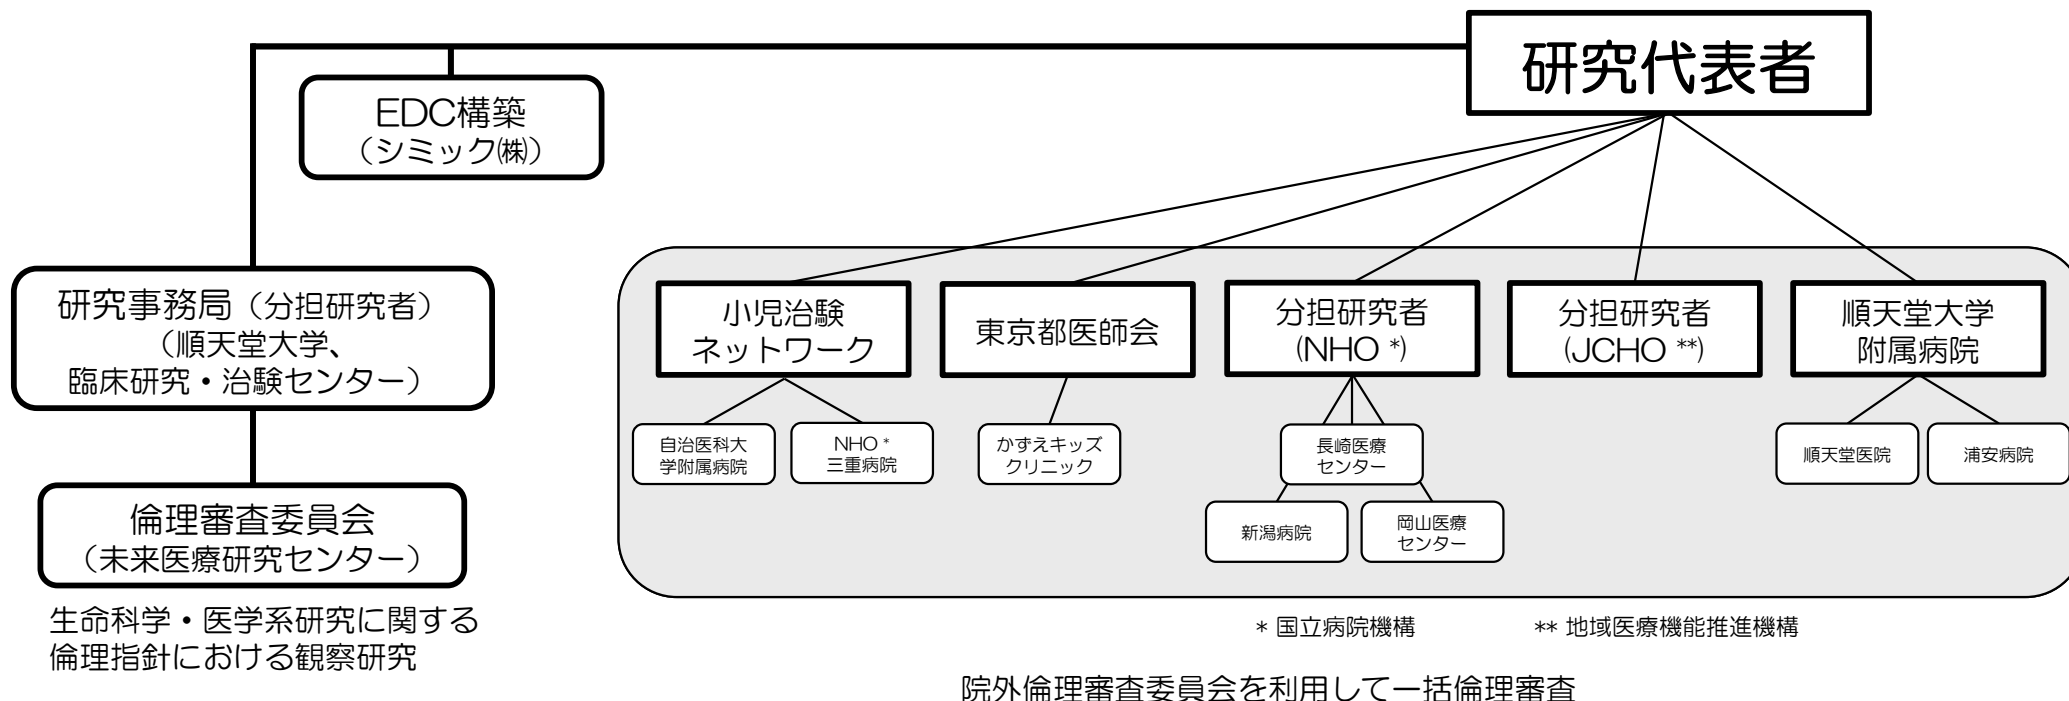 研究代表者
EDC構築
（シミック㈱）
研究事務局（分担研究者）
（順天堂大学、
臨床研究・治験センター）
倫理審査委員会
（未来医療研究センター）
生命科学・医学系研究に関する
倫理指針における観察研究
小児治験
ネットワーク
東京都医師会
分担研究者
(NHO *)
分担研究者
(JCHO **)
順天堂大学
附属病院
自治医科大
学附属病院
NHO *
三重病院
かずえキッズ
クリニック
長崎医療
センター
新潟病院
岡山医療
センター
順天堂医院
浦安病院
* 国立病院機構
** 地域医療機能推進機構
院外倫理審査委員会を利用して一括倫理審査